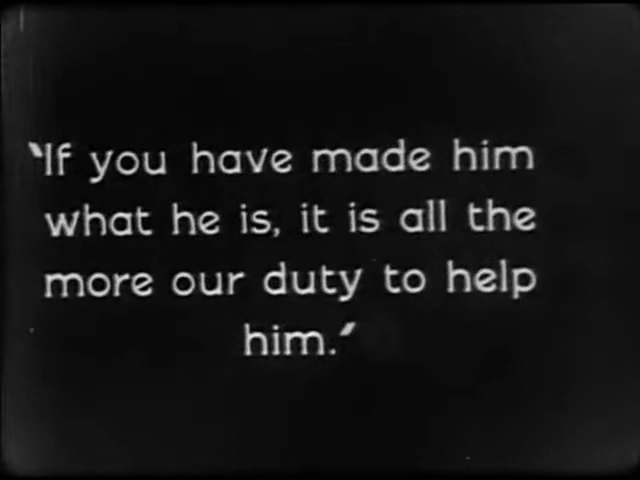 "If you have made him
what he is, it is all the
more our duty to help
him."